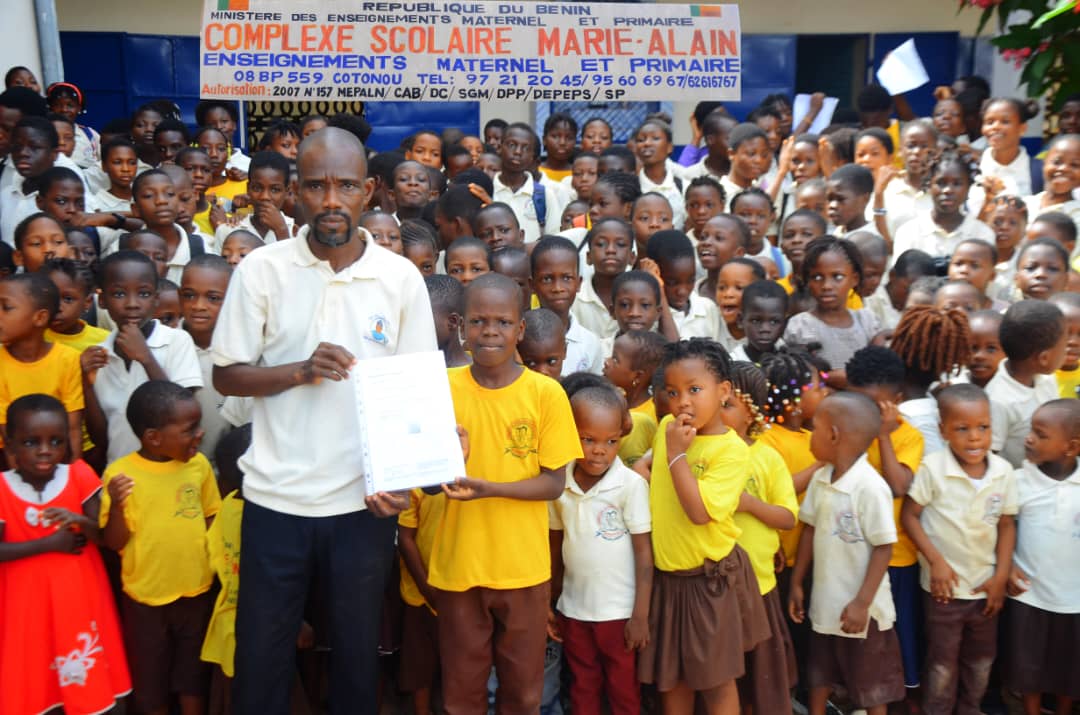 REPUBLIQUE DU BENIN
MINISTERE DES ENSEIGNEMENTS MATERNEL ET PRIMAIRE
COMPLEXE SCOLAIRE MARIE-ALAIN
ENSEIGNEMENTS MATERNEL ET PRIMAIRE
08 BP 559 COTONOU TEL: 97 21 20 45/95 60 69 67/62616767
Autorisation: 2007 N°157 MEPALN/CAB/DC/SGM/DPP/DEPEPS/SP